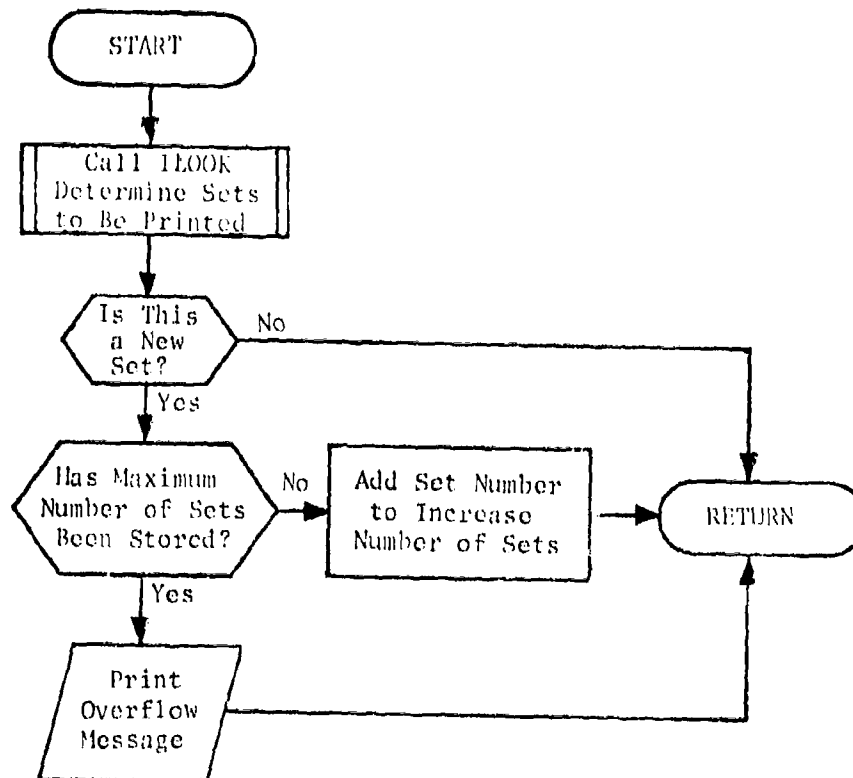 START
Call ILOOK
Determine Sets
to Be Printed
Is This
a New
Set?
No
Yes
Has Maximum
Number of Sets
Been Stored?
No
Add Set Number
to Increase
Number of Sets
RETURN
Yes
Print
Overflow
Message